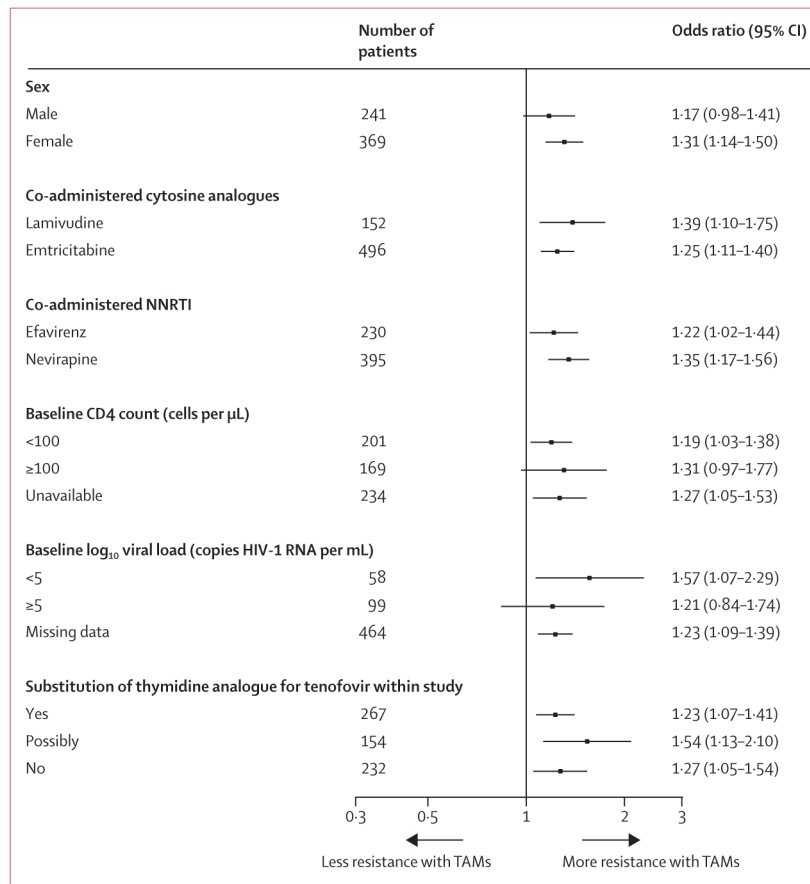 Number of patients Odds ratio (95% CI)
Sex
Male 241 1·17 (0·98–1·41)
Female 369 1·31 (1·14–1·50)
Co-administered cytosine analogues
Lamivudine 152 1·39 (1·10–1·75)
Emtricitabine 496 1·25 (1·11–1·40)
Co-administered NNRTI
Efavirenz 230 1·22 (1·02–1·44)
Nevirapine 395 1·35 (1·17–1·56)
Baseline CD4 count (cells per μL)
<100 201 1·19 (1·03–1·38)
≥100 169 1·31 (0·97–1·77)
Unavailable 234 1·27 (1·05–1·53)
Baseline log₁₀ viral load (copies HIV-1 RNA per mL)
<5 58 1·57 (1·07–2·29)
≥5 99 1·21 (0·84–1·74)
Missing data 464 1·23 (1·09–1·39)
Substitution of thymidine analogue for tenofovir within study
Yes 267 1·23 (1·07–1·41)
Possibly 154 1·54 (1·13–2·10)
No 232 1·27 (1·05–1·54)
0·3 0·5 1 2 3
Less resistance with TAMs More resistance with TAMs